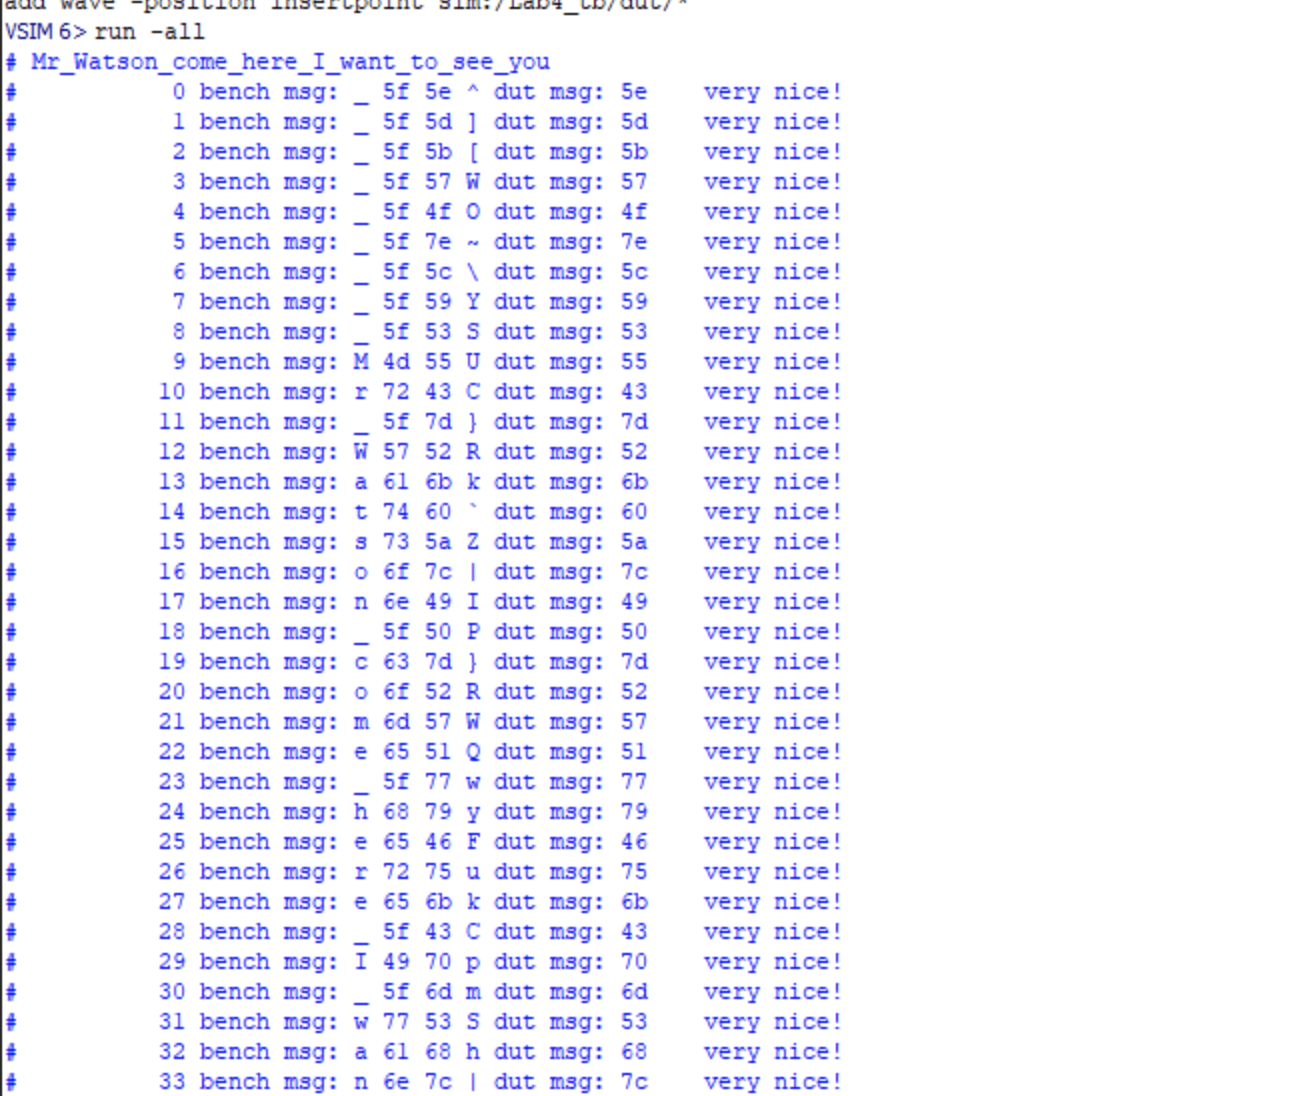 add wave -position insertpoint sim:/Lab4_tb/dut/*
VSIM 6> run -all
# Mr_Watson_come_here_I_want_to_see_you
# 0 bench msg: _ 5f 5e ^ dut msg: 5e very nice!
# 1 bench msg: _ 5f 5d ] dut msg: 5d very nice!
# 2 bench msg: _ 5f 5b [ dut msg: 5b very nice!
# 3 bench msg: _ 5f 57 W dut msg: 57 very nice!
# 4 bench msg: _ 5f 4f O dut msg: 4f very nice!
# 5 bench msg: _ 5f 7e ~ dut msg: 7e very nice!
# 6 bench msg: _ 5f 5c \ dut msg: 5c very nice!
# 7 bench msg: _ 5f 59 Y dut msg: 59 very nice!
# 8 bench msg: _ 5f 53 S dut msg: 53 very nice!
# 9 bench msg: M 4d 55 U dut msg: 55 very nice!
# 10 bench msg: r 72 43 C dut msg: 43 very nice!
# 11 bench msg: _ 5f 7d } dut msg: 7d very nice!
# 12 bench msg: W 57 52 R dut msg: 52 very nice!
# 13 bench msg: a 61 6b k dut msg: 6b very nice!
# 14 bench msg: t 74 60 ` dut msg: 60 very nice!
# 15 bench msg: s 73 5a Z dut msg: 5a very nice!
# 16 bench msg: o 6f 7c | dut msg: 7c very nice!
# 17 bench msg: n 6e 49 I dut msg: 49 very nice!
# 18 bench msg: _ 5f 50 P dut msg: 50 very nice!
# 19 bench msg: c 63 7d } dut msg: 7d very nice!
# 20 bench msg: o 6f 52 R dut msg: 52 very nice!
# 21 bench msg: m 6d 57 W dut msg: 57 very nice!
# 22 bench msg: e 65 51 Q dut msg: 51 very nice!
# 23 bench msg: _ 5f 77 w dut msg: 77 very nice!
# 24 bench msg: h 68 79 y dut msg: 79 very nice!
# 25 bench msg: e 65 46 F dut msg: 46 very nice!
# 26 bench msg: r 72 75 u dut msg: 75 very nice!
# 27 bench msg: e 65 6b k dut msg: 6b very nice!
# 28 bench msg: _ 5f 43 C dut msg: 43 very nice!
# 29 bench msg: I 49 70 p dut msg: 70 very nice!
# 30 bench msg: _ 5f 6d m dut msg: 6d very nice!
# 31 bench msg: w 77 53 S dut msg: 53 very nice!
# 32 bench msg: a 61 68 h dut msg: 68 very nice!
# 33 bench msg: n 6e 7c | dut msg: 7c very nice!